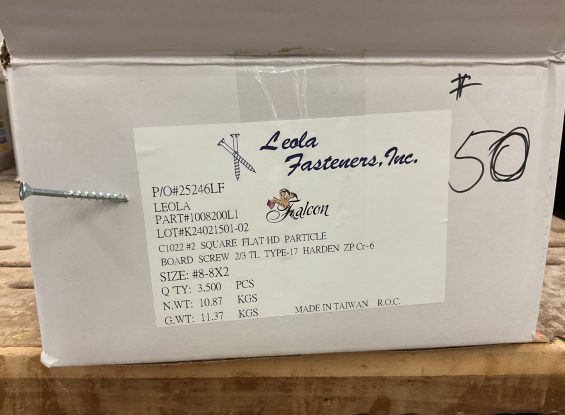 # 50
Leola
Fasteners, Inc.
P/O#25246LF
LEOLA
Falcon
PART#1008200L1
LOT#K24021501-02
C1022 #2 SQUARE FLAT HD PARTICLE
BOARD SCREW 2/3 TL TYPE-17 HARDEN ZP Cr+6
SIZE: #8-8X2
Q'TY: 3,500 PCS
N.WT: 10.87 KGS
G.WT: 11.37 KGS MADE IN TAIWAN R.O.C.